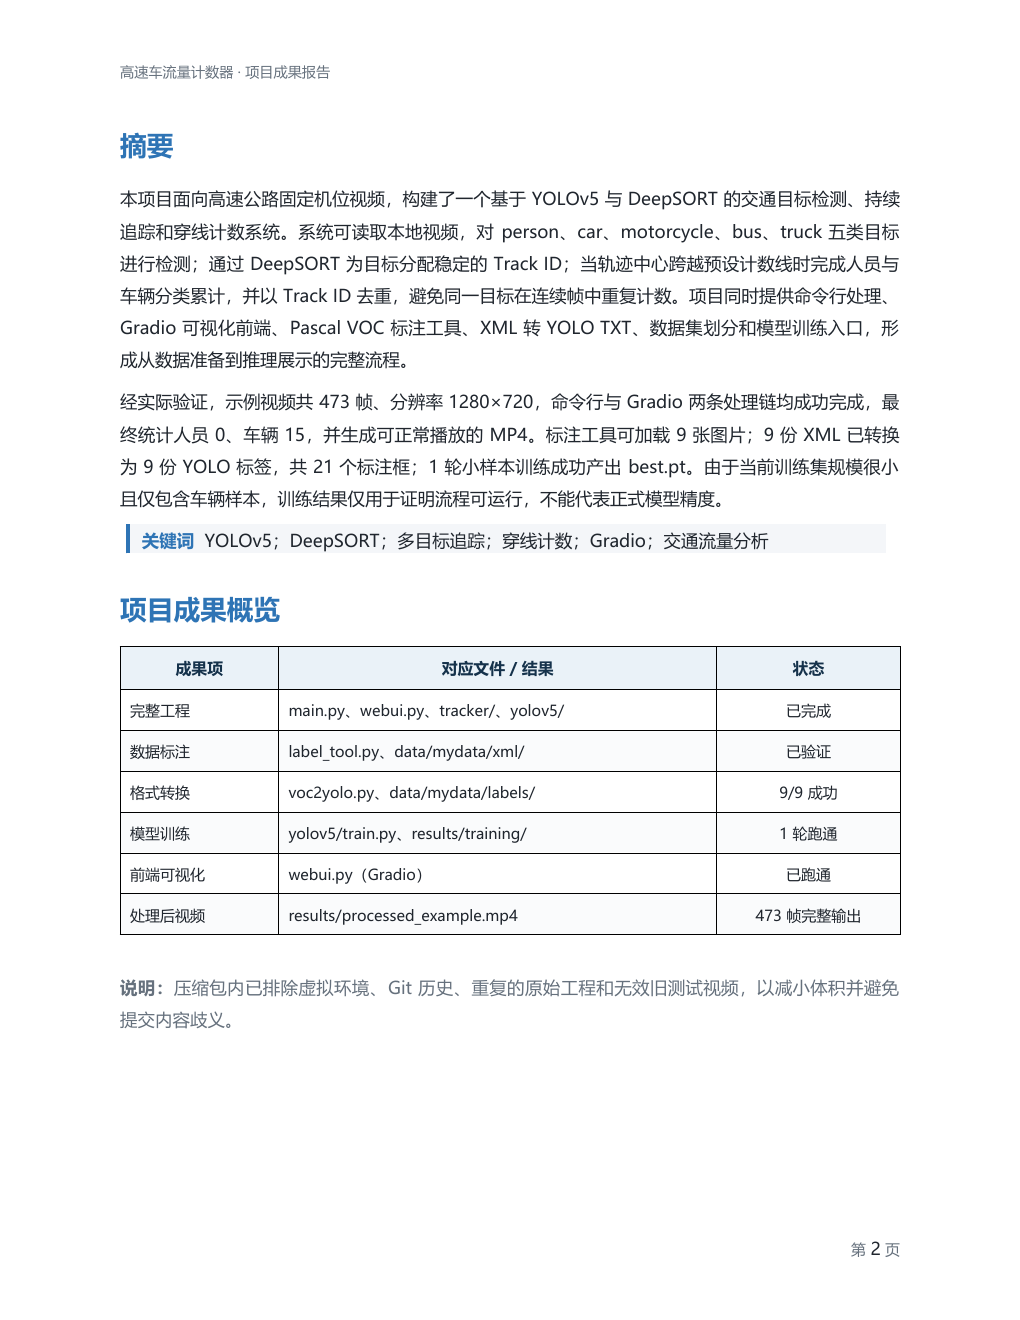 高速车流量计数器 · 项目成果报告
摘要
本项目面向高速公路固定机位视频，构建了一个基于 YOLOv5 与 DeepSORT 的交通目标检测、持续
追踪和穿线计数系统。系统可读取本地视频，对 person、car、motorcycle、bus、truck 五类目标
进行检测；通过 DeepSORT 为目标分配稳定的 Track ID；当轨迹中心跨越预设计数线时完成人员与
车辆分类累计，并以 Track ID 去重，避免同一目标在连续帧中重复计数。项目同时提供命令行处理、
Gradio 可视化前端、Pascal VOC 标注工具、XML 转 YOLO TXT、数据集划分和模型训练入口，形
成从数据准备到推理展示的完整流程。
经实际验证，示例视频共 473 帧、分辨率 1280×720，命令行与 Gradio 两条处理链均成功完成，最
终统计人员 0、车辆 15，并生成可正常播放的 MP4。标注工具可加载 9 张图片；9 份 XML 已转换
为 9 份 YOLO 标签，共 21 个标注框；1 轮小样本训练成功产出 best.pt。由于当前训练集规模很小
且仅包含车辆样本，训练结果仅用于证明流程可运行，不能代表正式模型精度。
关键词 YOLOv5；DeepSORT；多目标追踪；穿线计数；Gradio；交通流量分析
项目成果概览
成果项 对应文件 / 结果 状态
完整工程 main.py、webui.py、tracker/、yolov5/ 已完成
数据标注 label_tool.py、data/mydata/xml/ 已验证
格式转换 voc2yolo.py、data/mydata/labels/ 9/9 成功
模型训练 yolov5/train.py、results/training/ 1 轮跑通
前端可视化 webui.py（Gradio） 已跑通
处理后视频 results/processed_example.mp4 473 帧完整输出
说明：压缩包内已排除虚拟环境、Git 历史、重复的原始工程和无效旧测试视频，以减小体积并避免
提交内容歧义。
第 2 页